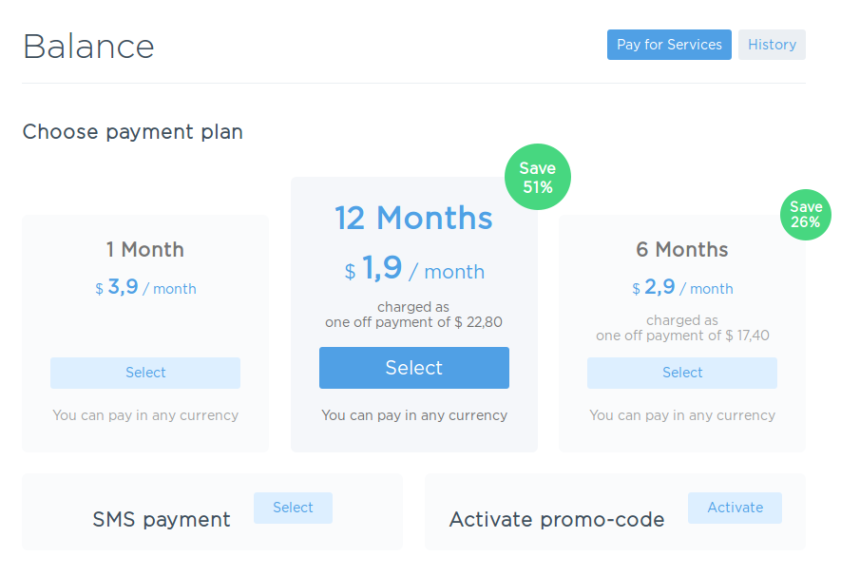 Balance
Pay for Services
History
Choose payment plan
1 Month
$ 3,9 / month
Select
You can pay in any currency
Save
51%
12 Months
$ 1,9 / month
charged as
one off payment of $ 22,80
Select
You can pay in any currency
Save
26%
6 Months
$ 2,9 / month
charged as
one off payment of $ 17,40
Select
You can pay in any currency
SMS payment
Select
Activate promo-code
Activate